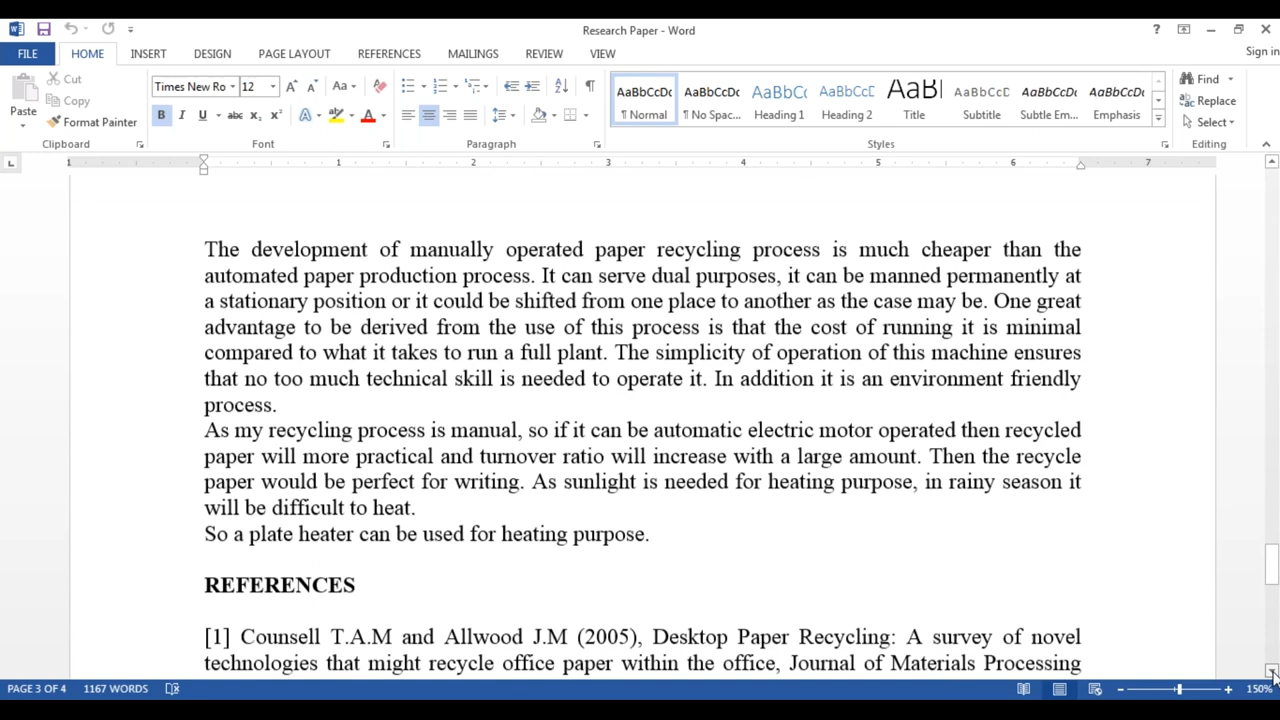 Research Paper - Word
Sign in
FILE HOME INSERT DESIGN PAGE LAYOUT REFERENCES MAILINGS REVIEW VIEW
Paste
Cut
Copy
Format Painter
Clipboard
Times New Ro 12
Font
Paragraph
AaBbCcDc ¶ Normal
AaBbCcDc ¶ No Spac...
AaBbCc Heading 1
AaBbCcD Heading 2
AaBl Title
AaBbCcD Subtitle
AaBbCcDc Subtle Em...
AaBbCcDc Emphasis
Styles
Find
Replace
Select
Editing
1 1 2 3 4 5 6 7
The development of manually operated paper recycling process is much cheaper than the
automated paper production process. It can serve dual purposes, it can be manned permanently at
a stationary position or it could be shifted from one place to another as the case may be. One great
advantage to be derived from the use of this process is that the cost of running it is minimal
compared to what it takes to run a full plant. The simplicity of operation of this machine ensures
that no too much technical skill is needed to operate it. In addition it is an environment friendly
process.
As my recycling process is manual, so if it can be automatic electric motor operated then recycled
paper will more practical and turnover ratio will increase with a large amount. Then the recycle
paper would be perfect for writing. As sunlight is needed for heating purpose, in rainy season it
will be difficult to heat.
So a plate heater can be used for heating purpose.
REFERENCES
[1] Counsell T.A.M and Allwood J.M (2005), Desktop Paper Recycling: A survey of novel
technologies that might recycle office paper within the office, Journal of Materials Processing
PAGE 3 OF 4 1167 WORDS 150%